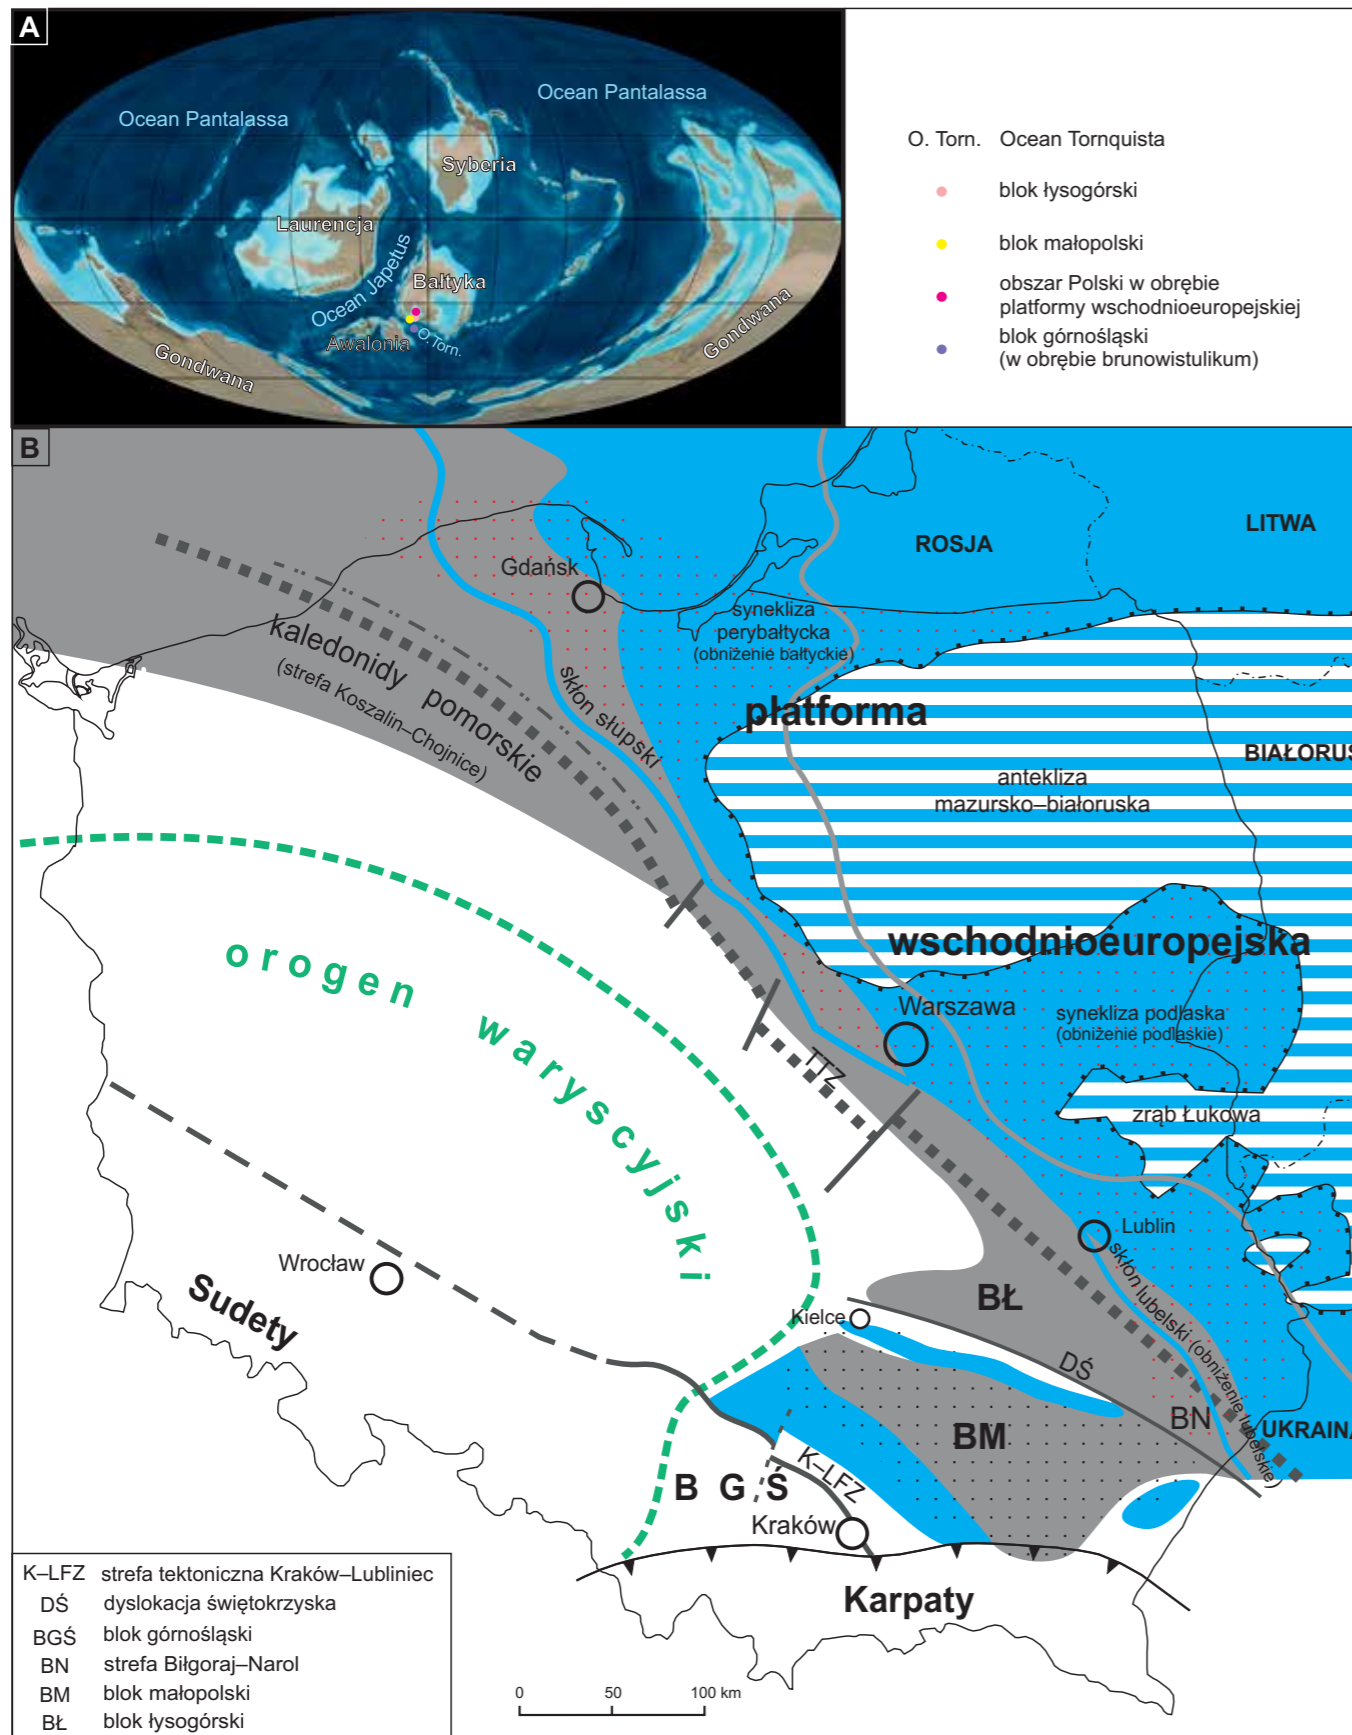 A
Ocean Pantalassa
Ocean Pantalassa
Syberia
Laurencja
Ocean Japetus
Bałtyka
O. Torn.
Awalonia
Gondwana
Gondwana
O. Torn. Ocean Tornquista
blok łysogórski
blok małopolski
obszar Polski w obrębie
platformy wschodnioeuropejskiej
blok górnośląski
(w obrębie brunowistulikum)
B
ROSJA
LITWA
Gdańsk
synekliza
perybałtycka
(obniżenie bałtyckie)
kaledonidy pomorskie
(strefa Koszalin–Chojnice)
skłon słupski
platforma
BIAŁORUŚ
antekliza
mazursko–białoruska
orogen waryscyjski
wschodnioeuropejska
Warszawa
synekliza podlaska
(obniżenie podlaskie)
TTZ
zrąb Łukowa
Lublin
skłon lubelski (obniżenie lubelskie)
Wrocław
Sudety
BŁ
Kielce
DŚ
BN
UKRAINA
BM
K–LFZ
BGŚ
Kraków
Karpaty
K–LFZ strefa tektoniczna Kraków–Lubliniec
DŚ dyslokacja świętokrzyska
BGŚ blok górnośląski
BN strefa Biłgoraj–Narol
BM blok małopolski
BŁ blok łysogórski
0 50 100 km